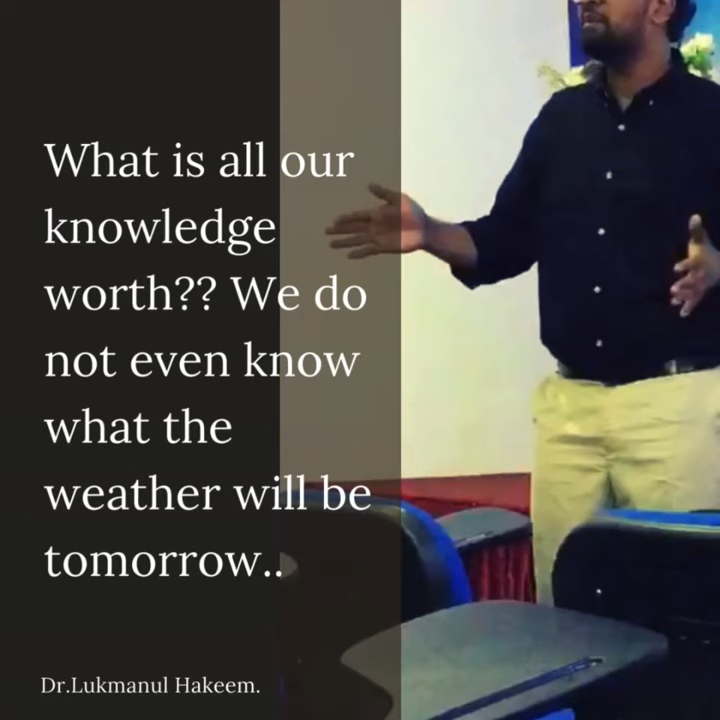 What is all our
knowledge
worth?? We do
not even know
what the
weather will be
tomorrow..
Dr.Lukmanul Hakeem.